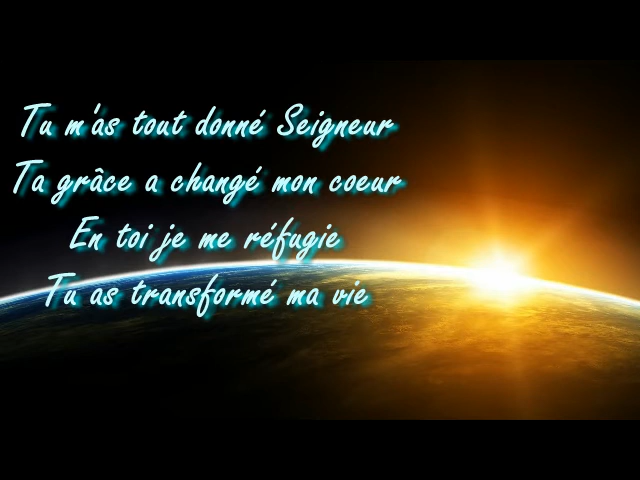 Tu m'as tout donné Seigneur
Ta grâce a changé mon coeur
En toi je me réfugie
Tu as transformé ma vie